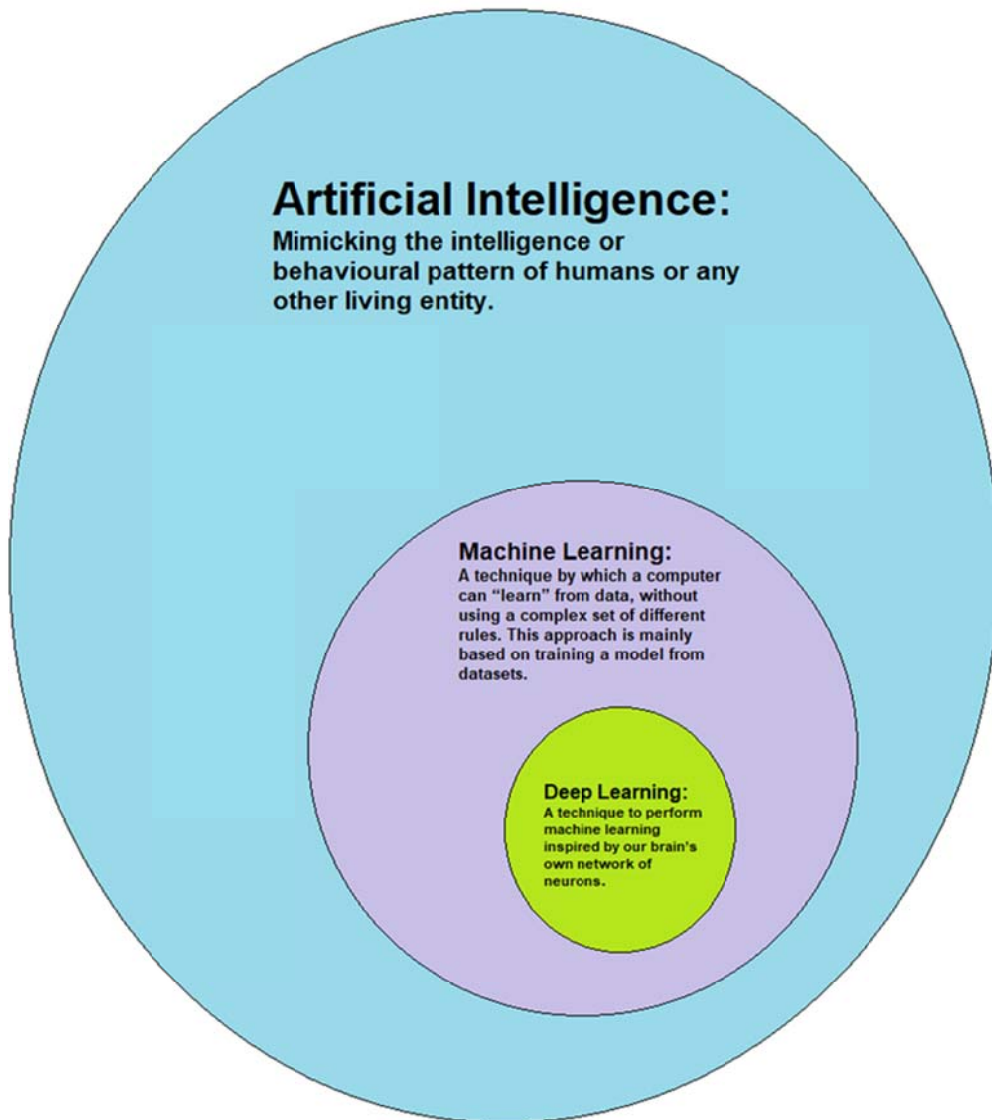 Artificial Intelligence:
Mimicking the intelligence or
behavioural pattern of humans or any
other living entity.
Machine Learning:
A technique by which a computer
can “learn” from data, without
using a complex set of different
rules. This approach is mainly
based on training a model from
datasets.
Deep Learning:
A technique to perform
machine learning
inspired by our brain’s
own network of
neurons.